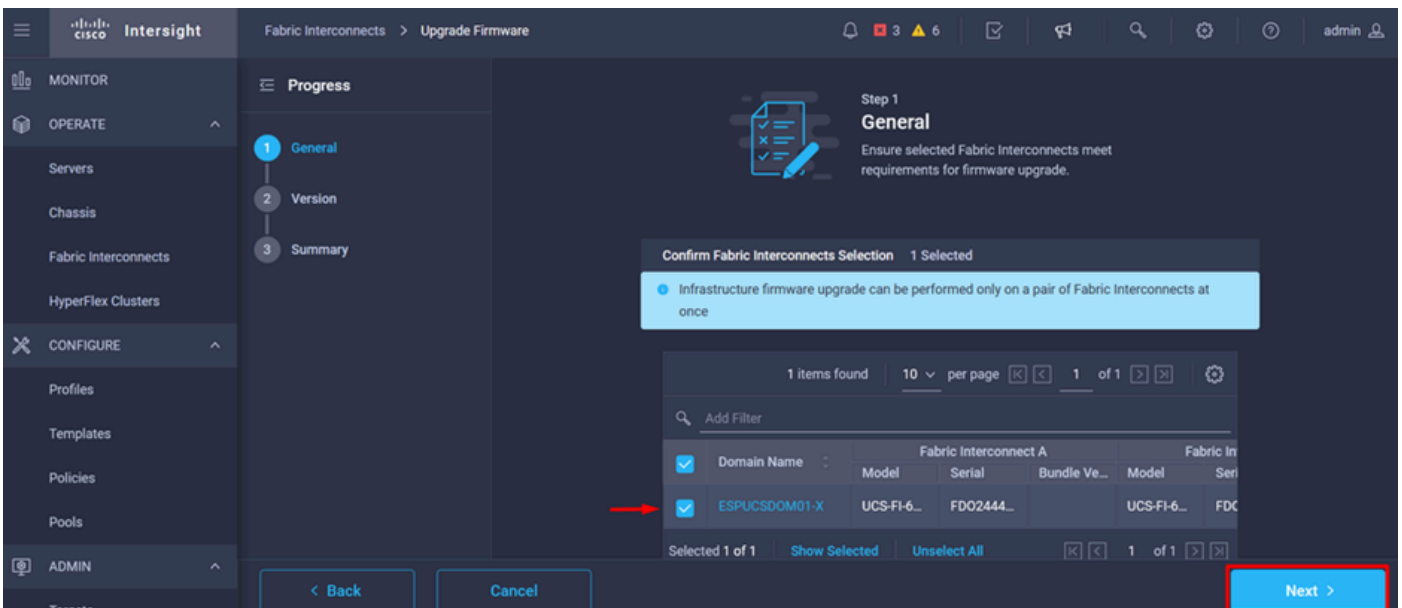 cisco Intersight
Fabric Interconnects > Upgrade Firmware
3 6
admin
MONITOR
OPERATE
Servers
Chassis
Fabric Interconnects
HyperFlex Clusters
CONFIGURE
Profiles
Templates
Policies
Pools
ADMIN
Progress
1 General
2 Version
3 Summary
Step 1
General
Ensure selected Fabric Interconnects meet
requirements for firmware upgrade.
Confirm Fabric Interconnects Selection 1 Selected
Infrastructure firmware upgrade can be performed only on a pair of Fabric Interconnects at
once
1 items found 10 per page 1 of 1
Add Filter
Fabric Interconnect A Fabric In
Domain Name Model Serial Bundle Ve... Model Seri
ESPUCSDOM01-X UCS-FI-6... FDO2444... UCS-FI-6... FDO
Selected 1 of 1 Show Selected Unselect All 1 of 1
< Back Cancel Next >